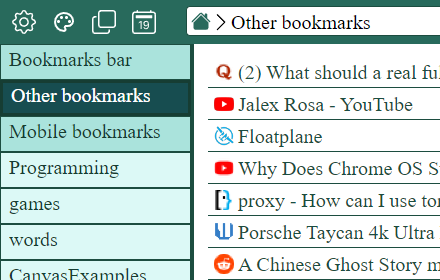 19
Other bookmarks
Bookmarks bar
Other bookmarks
Mobile bookmarks
Programming
games
words
CanvasExamples
(2) What should a real fu
Jalex Rosa - YouTube
Floatplane
Why Does Chrome OS S
proxy - How can I use tor
Porsche Taycan 4k Ultra
A Chinese Ghost Story m